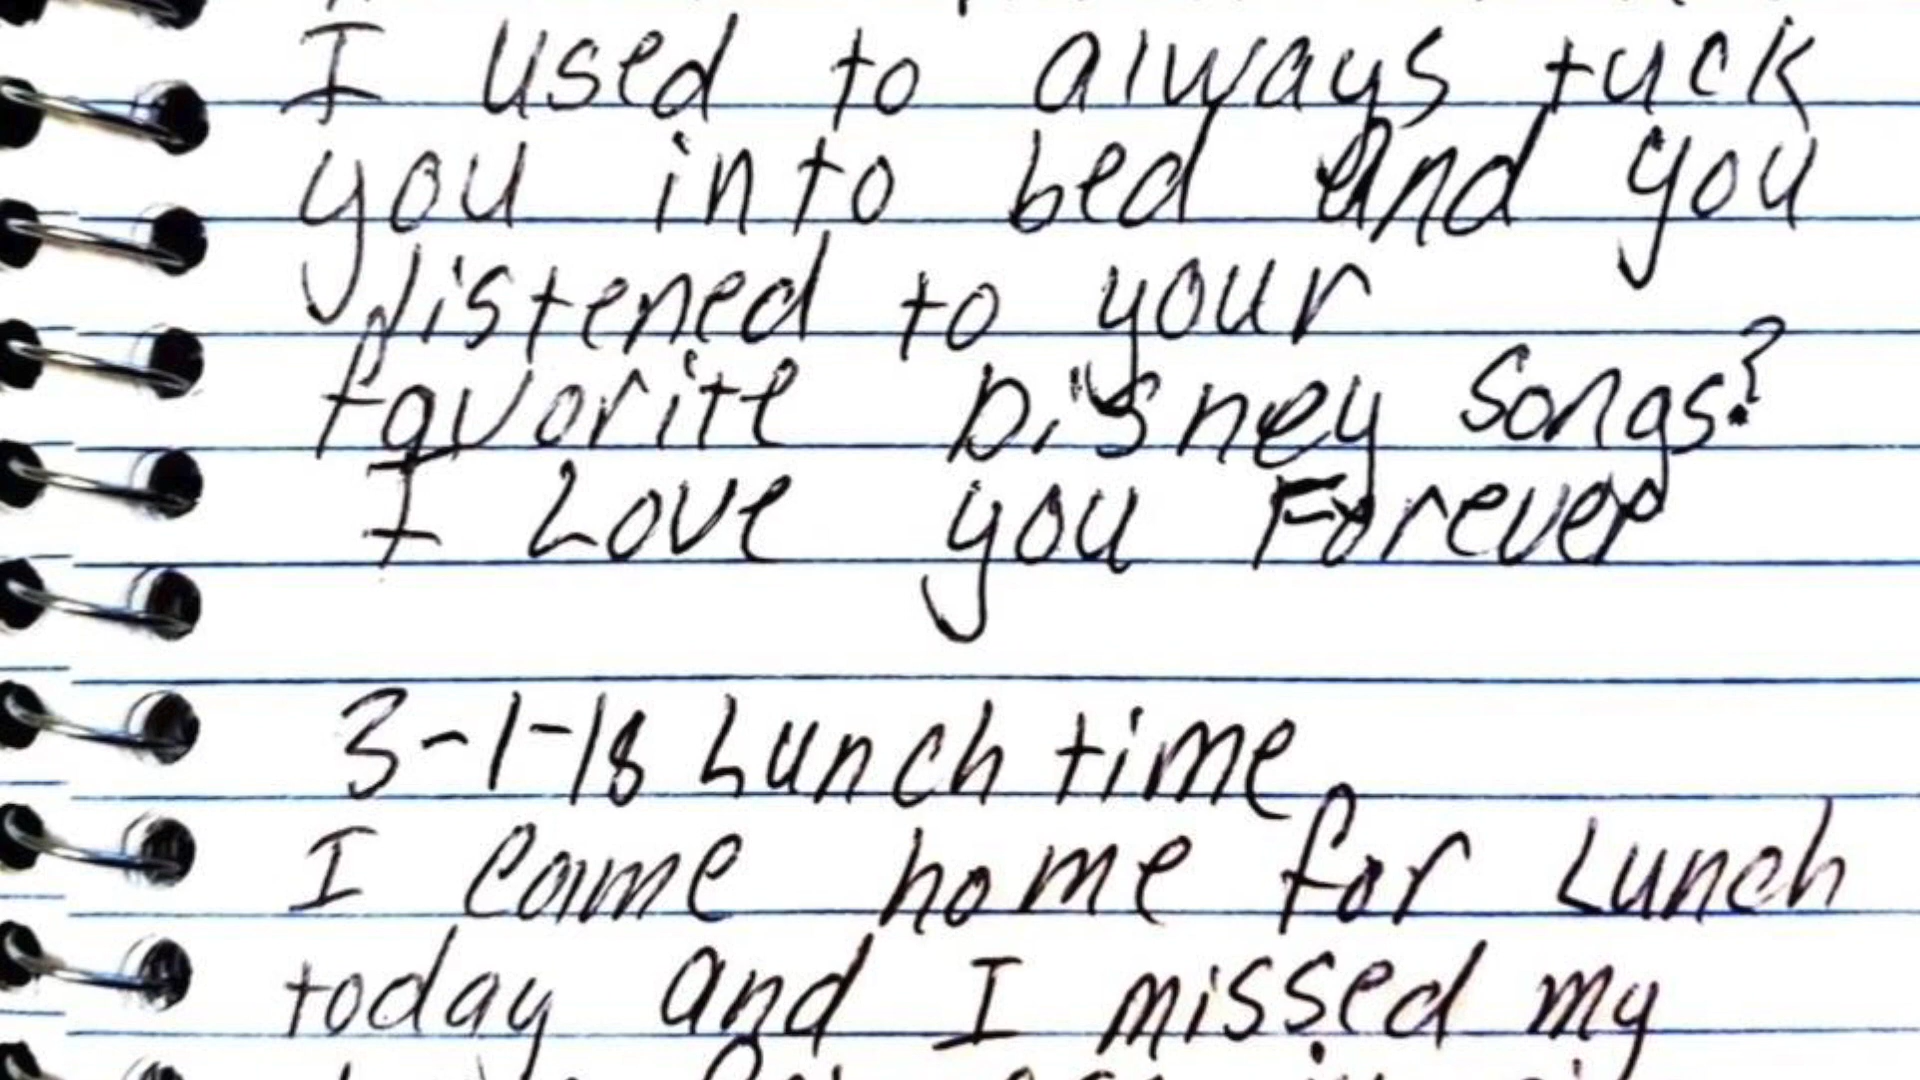 I used to always tuck
you into bed and you
listened to your
favorite Disney songs?
I Love you Forever
3-1-18 Lunch time
I came home for Lunch
today and I missed my